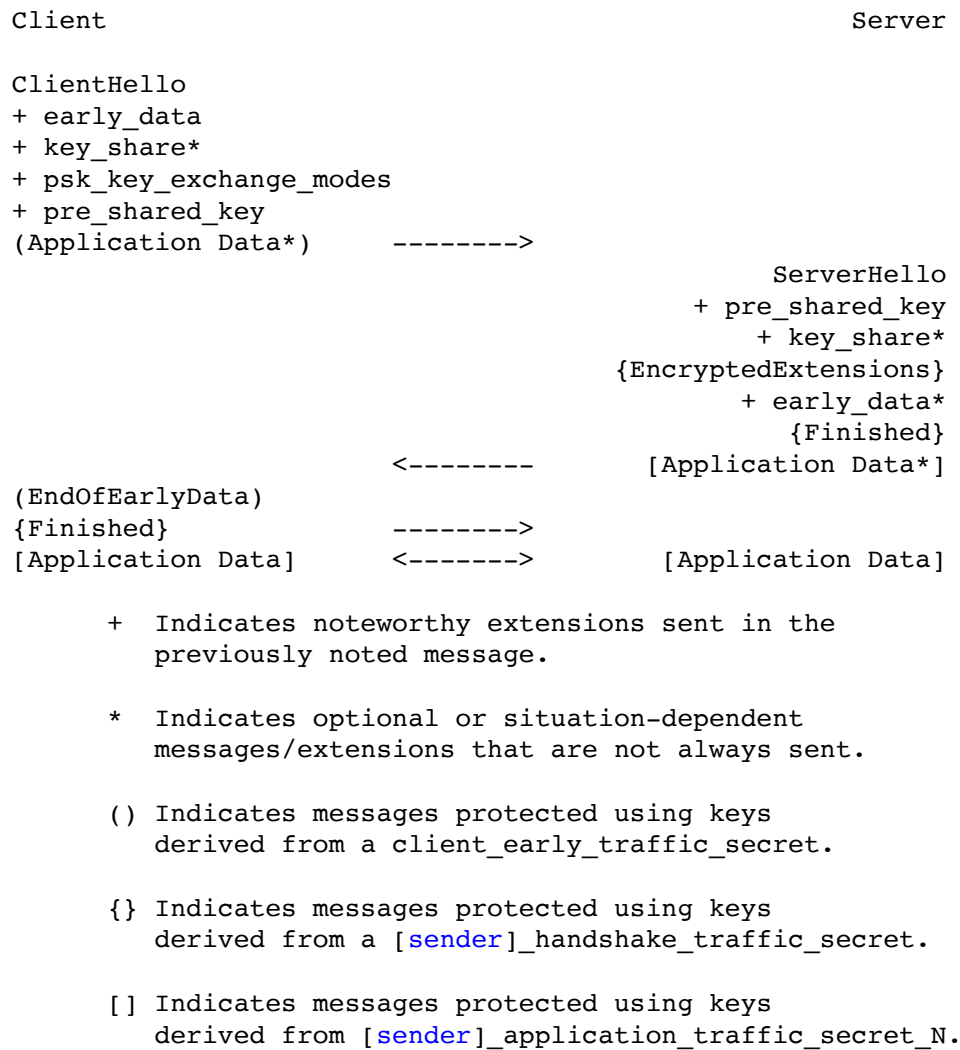 Client                                               Server

ClientHello
+ early_data
+ key_share*
+ psk_key_exchange_modes
+ pre_shared_key
(Application Data*)     -------->
                                                ServerHello
                                           + pre_shared_key
                                               + key_share*
                                      {EncryptedExtensions}
                                              + early_data*
                                                 {Finished}
                        <--------       [Application Data*]
(EndOfEarlyData)
{Finished}              -------->
[Application Data]      <------->        [Application Data]

      +  Indicates noteworthy extensions sent in the
         previously noted message.

      *  Indicates optional or situation-dependent
         messages/extensions that are not always sent.

      () Indicates messages protected using keys
         derived from a client_early_traffic_secret.

      {} Indicates messages protected using keys
         derived from a [sender]_handshake_traffic_secret.

      [] Indicates messages protected using keys
         derived from [sender]_application_traffic_secret_N.